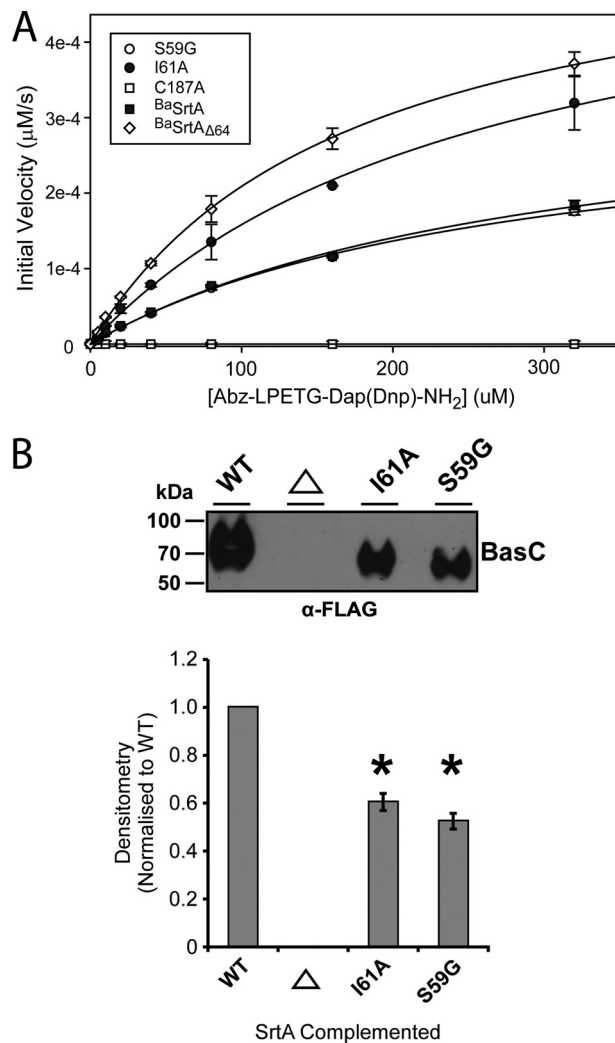 A
S59G
I61A
C187A
BaSrtA
BaSrtAΔ64
Initial Velocity (µM/s)
4e-4
3e-4
2e-4
1e-4
0
0 100 200 300
[Abz-LPETG-Dap(Dnp)-NH2] (uM)
B
kDa
WT △ I61A S59G
100
70
50
BasC
α-FLAG
Densitometry
(Normalised to WT)
1.2
1.0
0.8
0.6
0.4
0.2
0
* *
WT △ I61A S59G
SrtA Complemented